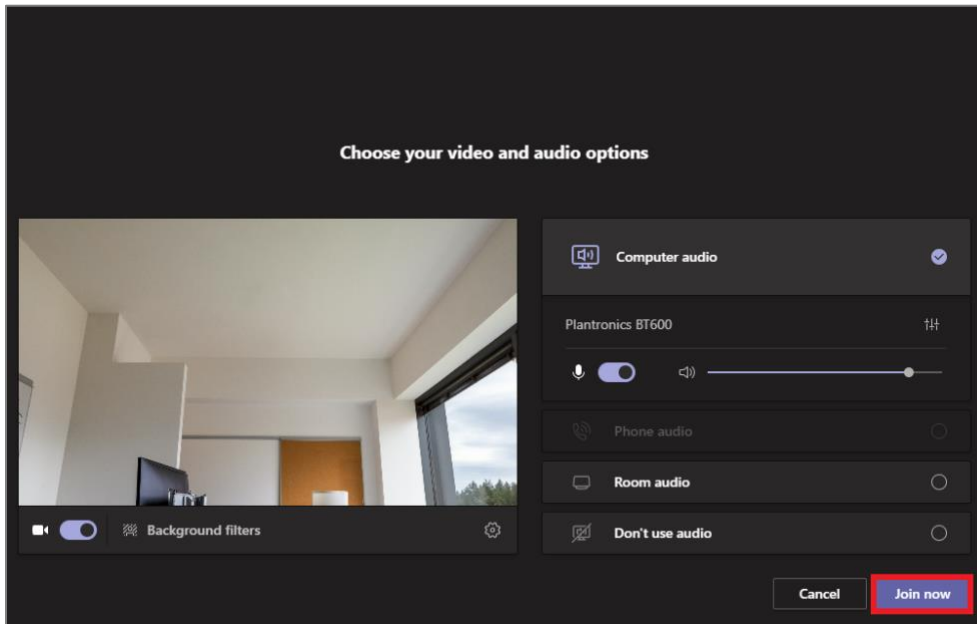 Choose your video and audio options
Computer audio
Plantronics BT600
Phone audio
Room audio
Background filters
Don't use audio
Cancel
Join now